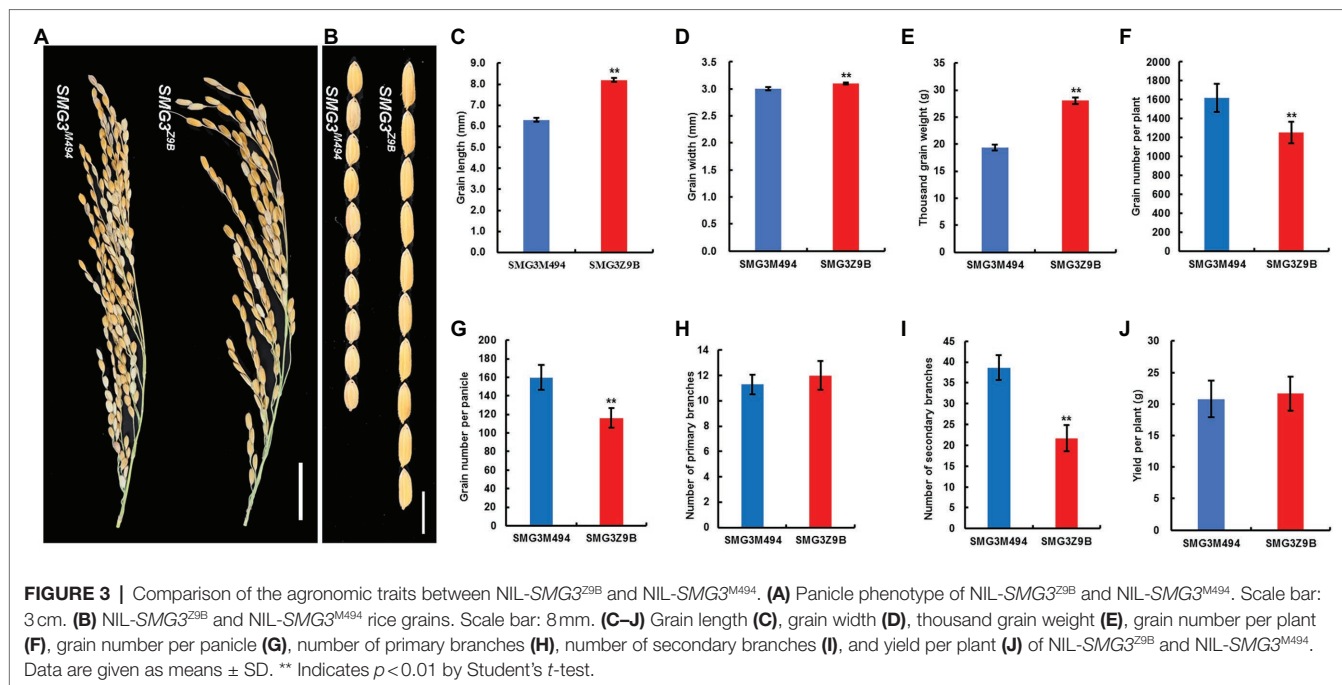 A
SMG3M494
SMG3Z9B
B
SMG3M494
SMG3Z9B
C
Grain length (mm)
9.0
8.0
7.0
6.0
5.0
4.0
3.0
2.0
1.0
0.0
**
SMG3M494 SMG3Z9B
D
Grain width (mm)
3.5
3.0
2.5
2.0
1.5
1.0
0.5
0.0
**
SMG3M494 SMG3Z9B
E
Thousand grain weight (g)
35
30
25
20
15
10
5
0
**
SMG3M494 SMG3Z9B
F
Grain number per plant
2000
1800
1600
1400
1200
1000
800
600
400
200
0
**
SMG3M494 SMG3Z9B
G
Grain number per panicle
200
180
160
140
120
100
80
60
40
20
0
**
SMG3M494 SMG3Z9B
H
Number of primary branches
14
12
10
8
6
4
2
0
SMG3M494 SMG3Z9B
I
Number of secondary branches
45
40
35
30
25
20
15
10
5
0
**
SMG3M494 SMG3Z9B
J
Yield per plant (g)
30
25
20
15
10
5
0
SMG3M494 SMG3Z9B
FIGURE 3 | Comparison of the agronomic traits between NIL-SMG3Z9B and NIL-SMG3M494. (A) Panicle phenotype of NIL-SMG3Z9B and NIL-SMG3M494. Scale bar:
3 cm. (B) NIL-SMG3Z9B and NIL-SMG3M494 rice grains. Scale bar: 8 mm. (C–J) Grain length (C), grain width (D), thousand grain weight (E), grain number per plant
(F), grain number per panicle (G), number of primary branches (H), number of secondary branches (I), and yield per plant (J) of NIL-SMG3Z9B and NIL-SMG3M494.
Data are given as means ± SD. ** Indicates p < 0.01 by Student's t-test.